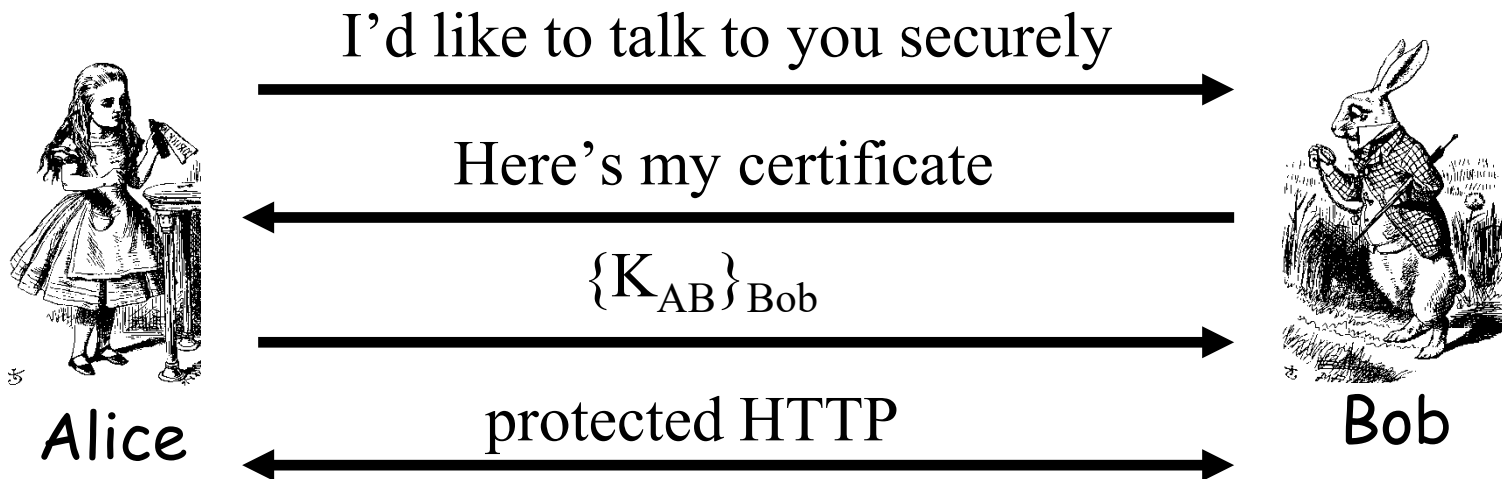 I’d like to talk to you securely
Here’s my certificate
{K_AB}_Bob
protected HTTP
Alice
Bob